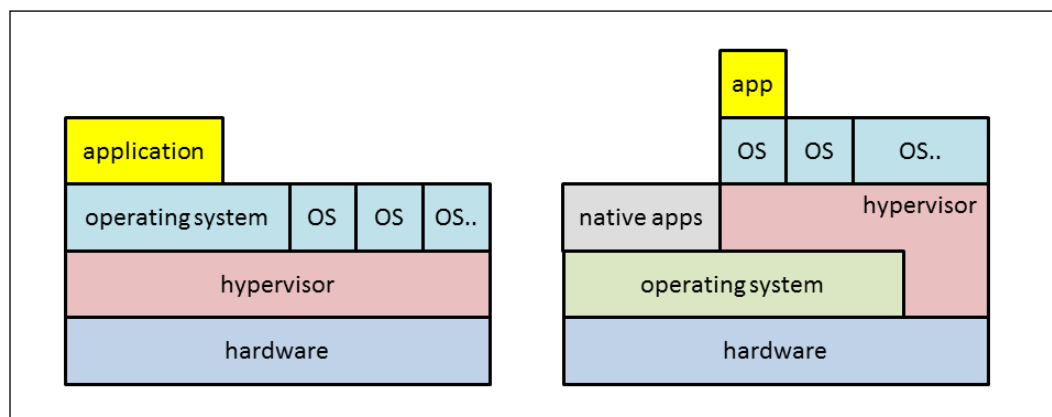 application
operating system OS OS OS..
hypervisor
hardware
app
OS OS OS..
native apps hypervisor
operating system
hardware